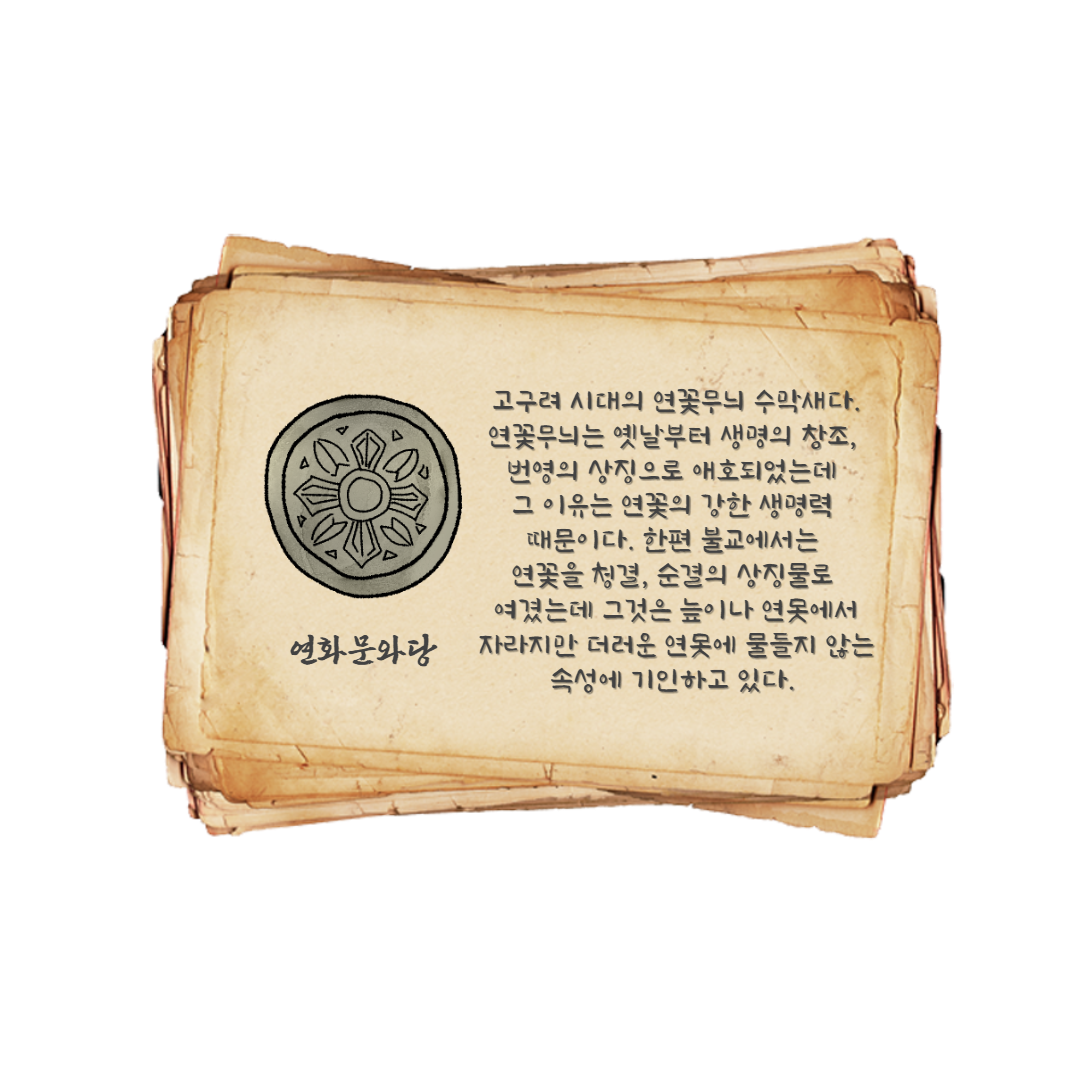 고구려 시대의 연꽃무늬 수막새다.
연꽃무늬는 옛날부터 생명의 창조,
번영의 상징으로 애호되었는데
그 이유는 연꽃의 강한 생명력
때문이다. 한편 불교에서는
연꽃을 청결, 순결의 상징물로
여겼는데 그것은 늪이나 연못에서
자라지만 더러운 연못에 물들지 않는
속성에 기인하고 있다.
연화문와당